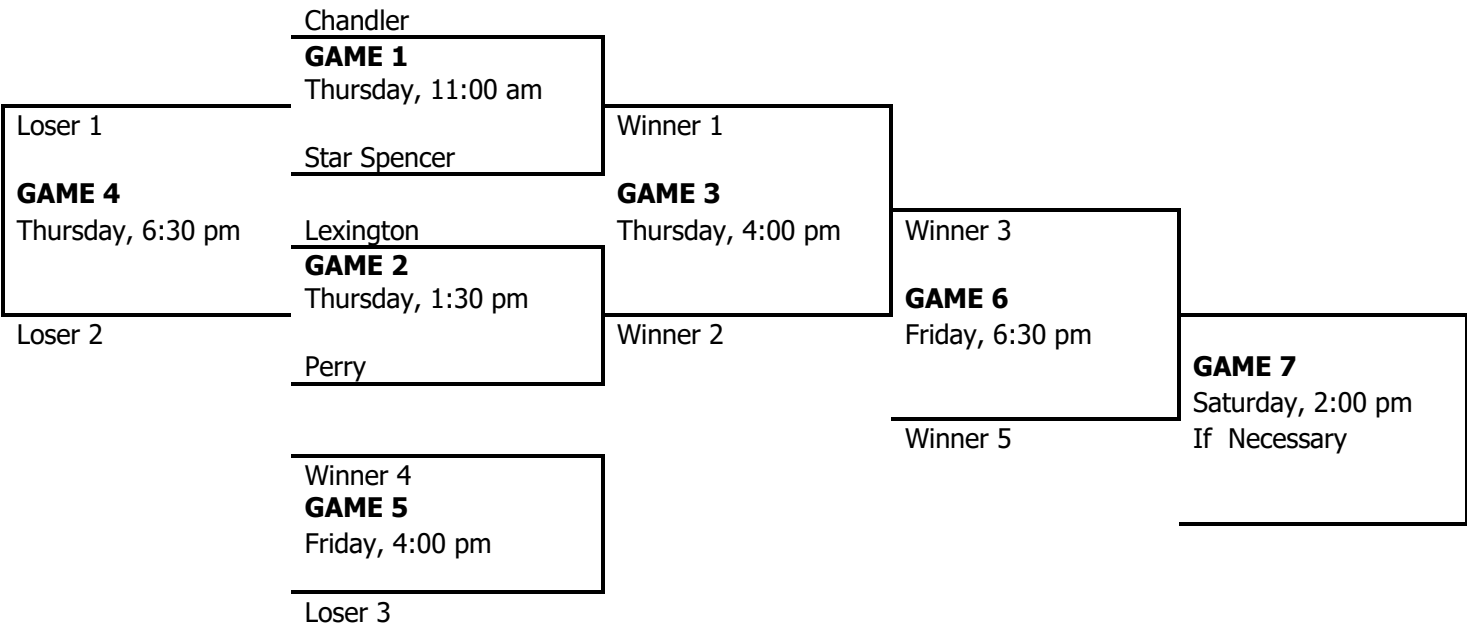 Chandler
GAME 1
Thursday, 11:00 am
Star Spencer
Loser 1
GAME 4
Thursday, 6:30 pm
Loser 2
Lexington
GAME 2
Thursday, 1:30 pm
Perry
Winner 1
GAME 3
Thursday, 4:00 pm
Winner 2
Winner 3
GAME 6
Friday, 6:30 pm
Winner 5
GAME 7
Saturday, 2:00 pm
If  Necessary
Winner 4
GAME 5
Friday, 4:00 pm
Loser 3